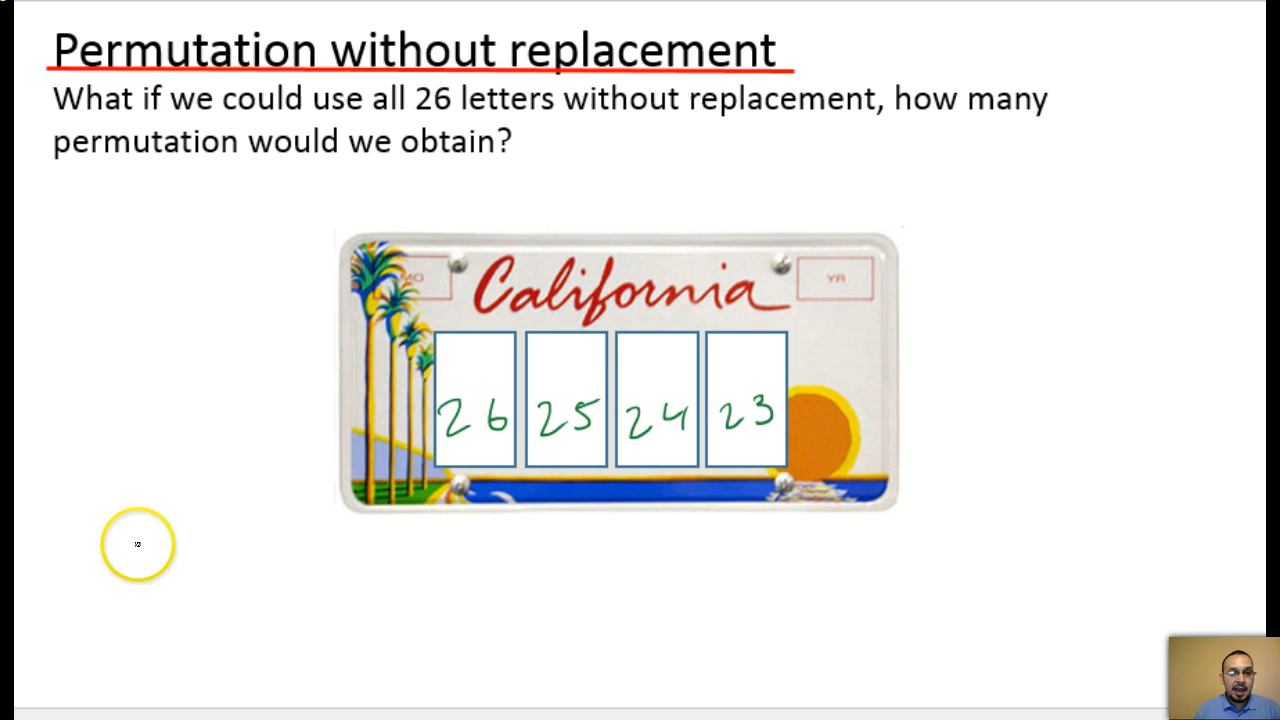 Permutation without replacement
What if we could use all 26 letters without replacement, how many
permutation would we obtain?
MO
California
YR
26 25 24 23